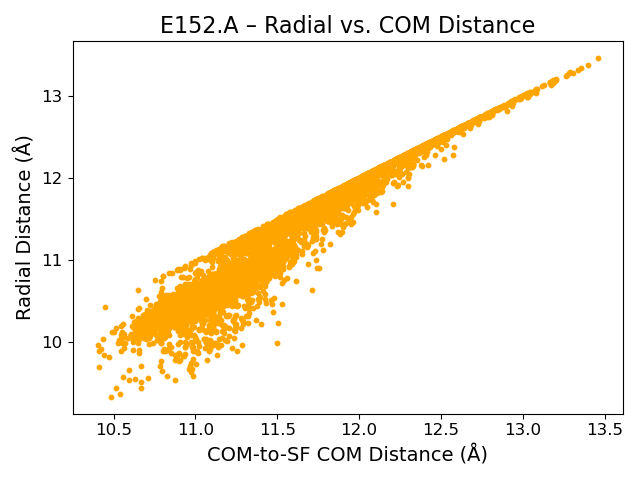 E152.A – Radial vs. COM Distance
Radial Distance (Å)
13
12
11
10
10.5 11.0 11.5 12.0 12.5 13.0 13.5
COM-to-SF COM Distance (Å)